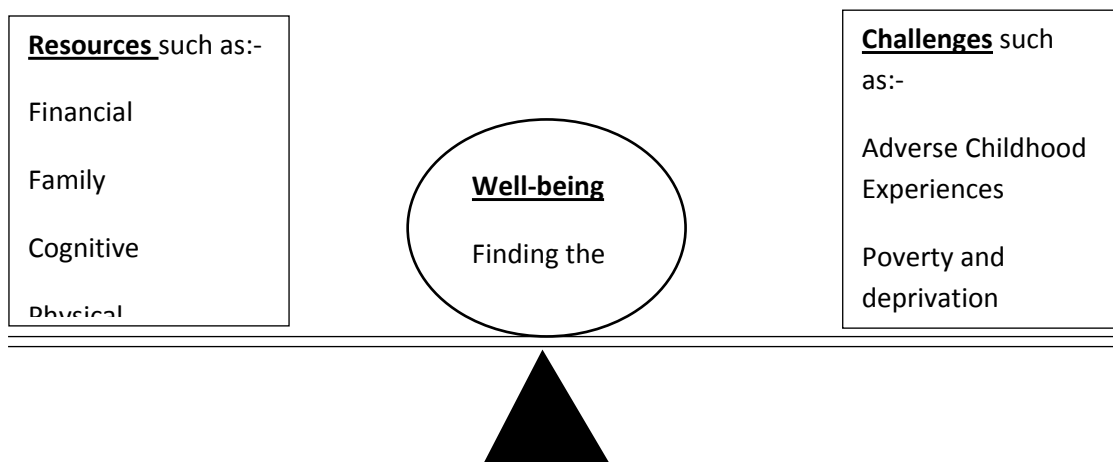 Resources such as:-
Financial
Family
Cognitive
Physical
Well-being
Finding the
Challenges such
as:-
Adverse Childhood
Experiences
Poverty and
deprivation